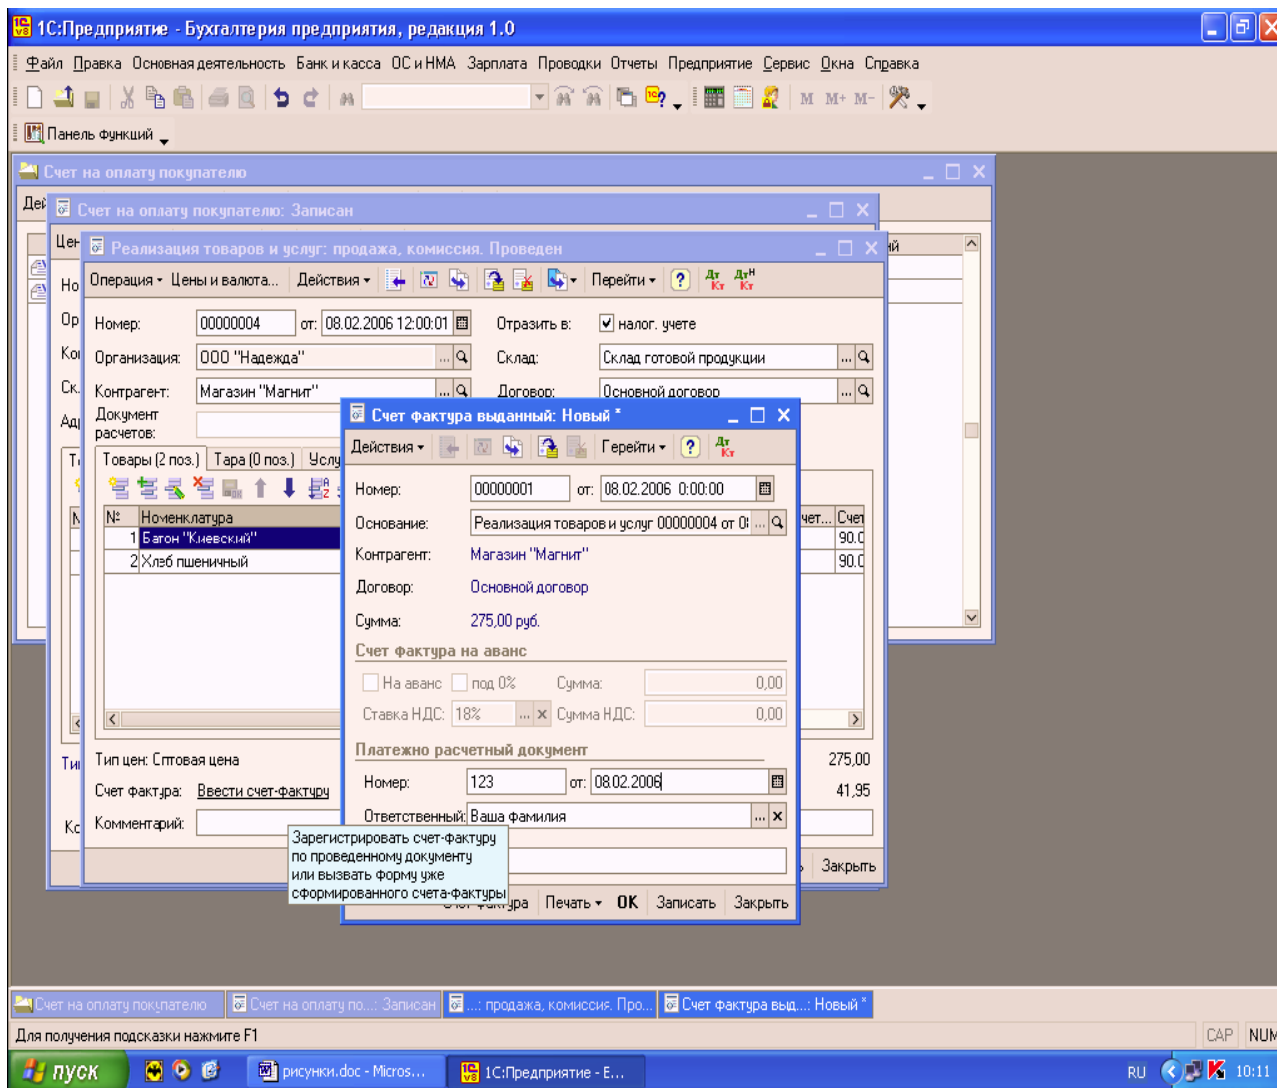 1С:Предприятие - Бухгалтерия предприятия, редакция 1.0
Файл Правка Основная деятельность Банк и касса ОС и НМА Зарплата Проводки Отчеты Предприятие Сервис Окна Справка
M M+ M-
Панель функций
Счет на оплату покупателю
Счет на оплату покупателю: Записан
Реализация товаров и услуг: продажа, комиссия. Проведен
Операция Цены и валюта... Действия Перейти ? Дт Кт Дт Кт Н
Номер: 00000004 от: 08.02.2006 12:00:01 Отразить в: налог. учете
Организация: ООО "Надежда" ... Склад: Склад готовой продукции ...
Контрагент: Магазин "Магнит" ... Договор: Основной договор ...
Документ
расчетов:
Товары (2 поз.) Тара (0 поз.) Услу
№ Номенклатура чет... Счет
1 Батон "Киевский" 90.0
2 Хлеб пшеничный 90.0
Тип цен: Оптовая цена 275,00
Счет фактура: Ввести счет-фактуру 41,95
Комментарий:
Закрыть
Счет фактура выданный: Новый *
Действия Перейти ? Дт Кт
Номер: 00000001 от: 08.02.2006 0:00:00
Основание: Реализация товаров и услуг 00000004 от 0 ...
Контрагент: Магазин "Магнит"
Договор: Основной договор
Сумма: 275,00 руб.
Счет фактура на аванс
На аванс под 0% Сумма: 0,00
Ставка НДС: 18% ... x Сумма НДС: 0,00
Платежно расчетный документ
Номер: 123 от: 08.02.2006
Ответственный: Ваша фамилия ... x
Зарегистрировать счет-фактуру
по проведенному документу
или вызвать форму уже
сформированного счета-фактуры
Печать OK Записать Закрыть
Счет на оплату покупателю Счет на оплату по...: Записан ...: продажа, комиссия. Про... Счет фактура выд...: Новый *
Для получения подсказки нажмите F1 CAP NUM
пуск рисунки.doc - Micros... 1С:Предприятие - Б... RU 10:11